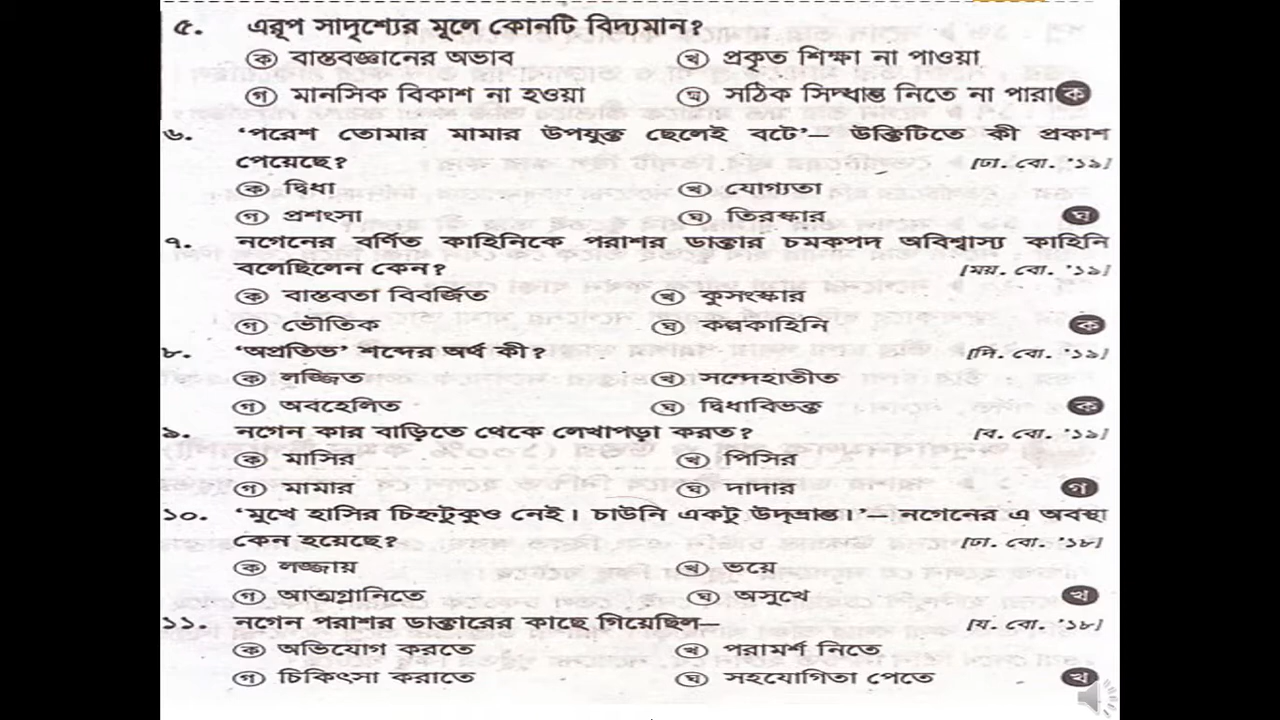 ৫. এরূপ সাদৃশ্যের মূলে কোনটি বিদ্যমান?
ক বাস্তবজ্ঞানের অভাব খ প্রকৃত শিক্ষা না পাওয়া
গ মানসিক বিকাশ না হওয়া ঘ সঠিক সিদ্ধান্ত নিতে না পারা ক
৬. ‘পরেশ তোমার মামার উপযুক্ত ছেলেই বটে’– উক্তিটিতে কী প্রকাশ
পেয়েছে? [ঢা. বো. '১৯]
ক দ্বিধা খ যোগ্যতা
গ প্রশংসা ঘ তিরস্কার ঘ
৭. নগেনের বর্ণিত কাহিনিকে পরাশর ডাক্তার চমকপদ অবিশ্বাস্য কাহিনি
বলেছিলেন কেন? [ময়. বো. '১৯]
ক বাস্তবতা বিবর্জিত খ কুসংস্কার
গ ভৌতিক ঘ কল্পকাহিনি ক
৮. ‘অপ্রতিভ’ শব্দের অর্থ কী? [দি. বো. '১৯]
ক লজ্জিত খ সন্দেহাতীত
গ অবহেলিত ঘ দ্বিধাবিভক্ত ক
৯. নগেন কার বাড়িতে থেকে লেখাপড়া করত? [ব. বো. '১৯]
ক মাসির খ পিসির
গ মামার ঘ দাদার গ
১০. ‘মুখে হাসির চিহ্নটুকুও নেই। চাউনি একটু উদ্‌ভ্রান্ত।’– নগেনের এ অবস্থা
কেন হয়েছে? [ঢা. বো. '১৮]
ক লজ্জায় খ ভয়ে
গ আত্মগ্লানিতে ঘ অসুখে খ
১১. নগেন পরাশর ডাক্তারের কাছে গিয়েছিল– [য. বো. '১৮]
ক অভিযোগ করতে খ পরামর্শ নিতে
গ চিকিৎসা করাতে ঘ সহযোগিতা পেতে খ